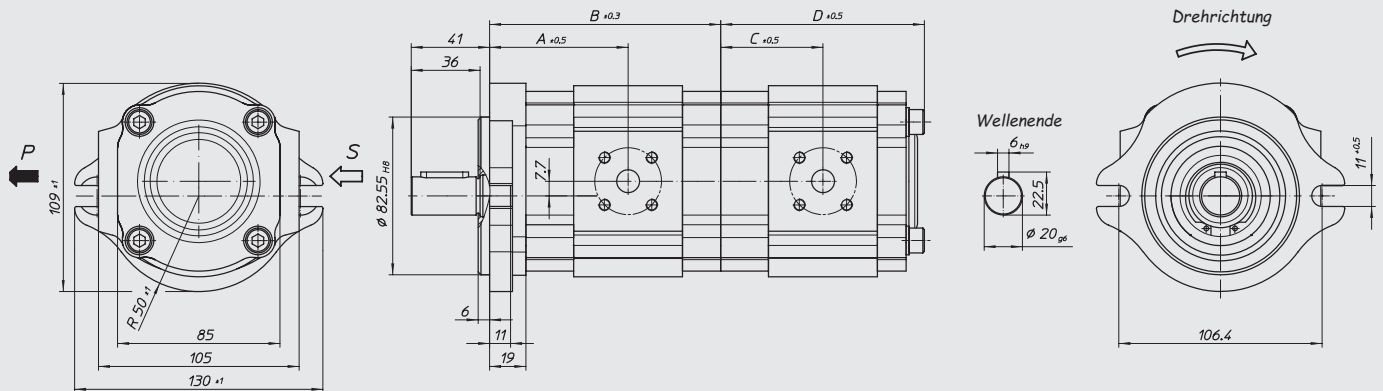 P
S
109 ±1
R 50 ±1
85
105
130 ±1
B ±0.3
D ±0.5
41
A ±0.5
C ±0.5
36
ø 82.55 H8
7.7
6
11
19
Wellenende
6 h9
22.5
ø 20 g6
Drehrichtung
11 +0.5
106.4